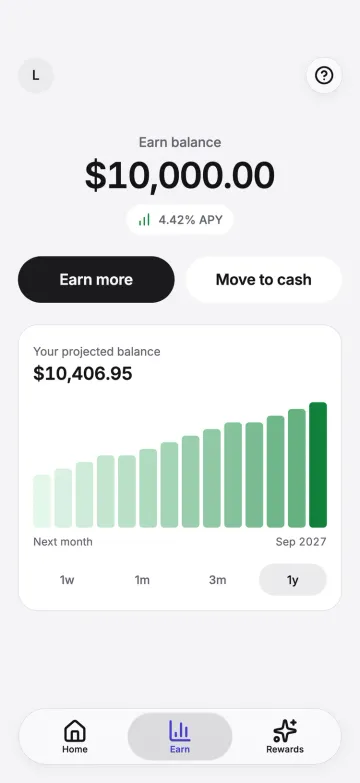 L
Earn balance
$10,000.00
4.42% APY
Earn more
Move to cash
Your projected balance
$10,406.95
Next month
Sep 2027
1w
1m
3m
1y
Home
Earn
Rewards